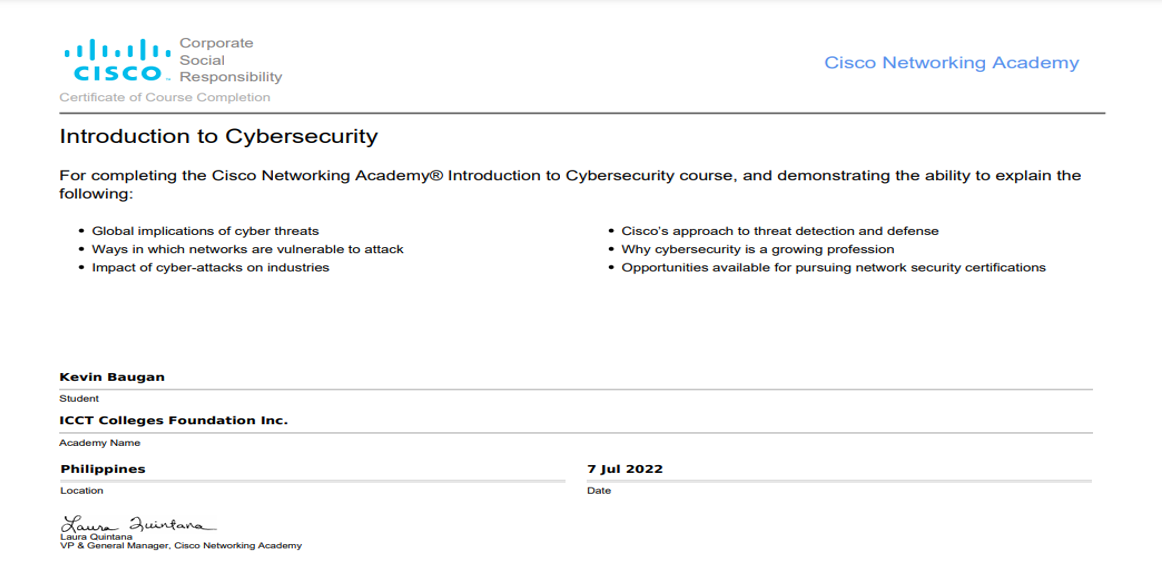 Corporate
Social
CISCO™ Responsibility
Certificate of Course Completion
Cisco Networking Academy
Introduction to Cybersecurity
For completing the Cisco Networking Academy® Introduction to Cybersecurity course, and demonstrating the ability to explain the
following:
• Global implications of cyber threats
• Ways in which networks are vulnerable to attack
• Impact of cyber-attacks on industries
• Cisco's approach to threat detection and defense
• Why cybersecurity is a growing profession
• Opportunities available for pursuing network security certifications
Kevin Baugan
Student
ICCT Colleges Foundation Inc.
Academy Name
Philippines
Location
7 Jul 2022
Date
Laura Quintana
Laura Quintana
VP & General Manager, Cisco Networking Academy